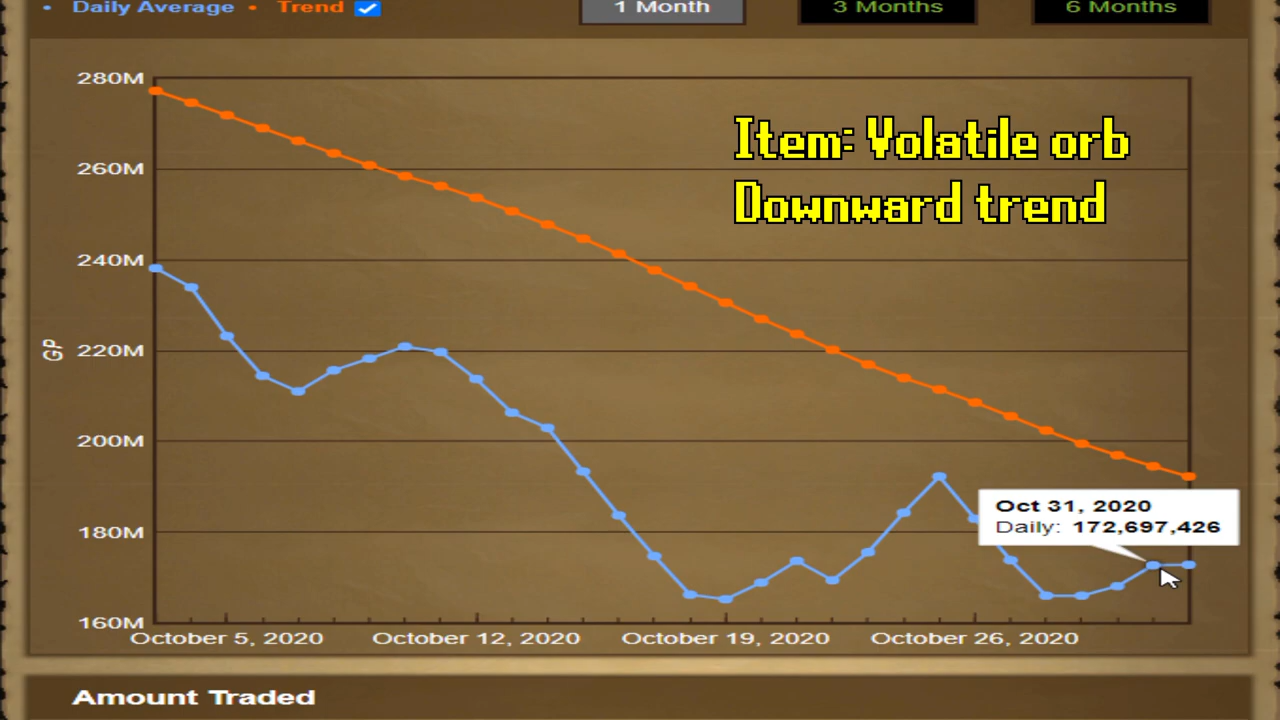 • Daily Average • Trend
1 Month
3 Months
6 Months
280M
260M
240M
220M
200M
180M
160M
GP
Item: Volatile orb
Downward trend
Oct 31, 2020
Daily: 172,697,426
October 5, 2020
October 12, 2020
October 19, 2020
October 26, 2020
Amount Traded